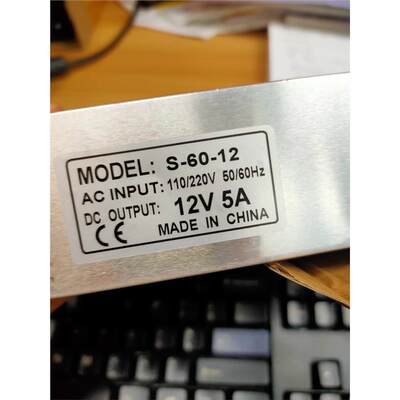 MODEL: S-60-12
AC INPUT: 110/220V 50/60Hz
DC OUTPUT: 12V 5A
CE MADE IN CHINA